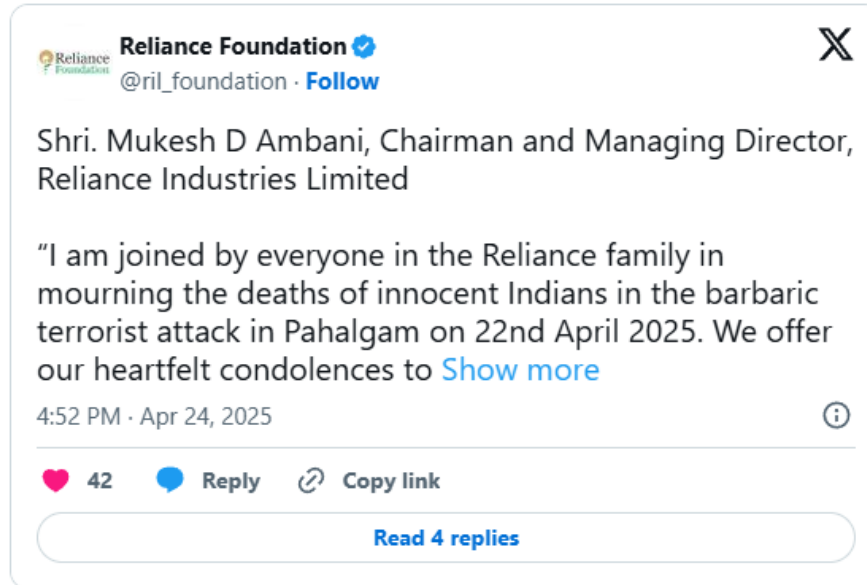 Reliance Foundation
Reliance
Foundation
@ril_foundation · Follow
Shri. Mukesh D Ambani, Chairman and Managing Director,
Reliance Industries Limited
“I am joined by everyone in the Reliance family in
mourning the deaths of innocent Indians in the barbaric
terrorist attack in Pahalgam on 22nd April 2025. We offer
our heartfelt condolences to Show more
4:52 PM · Apr 24, 2025
42 Reply Copy link
Read 4 replies